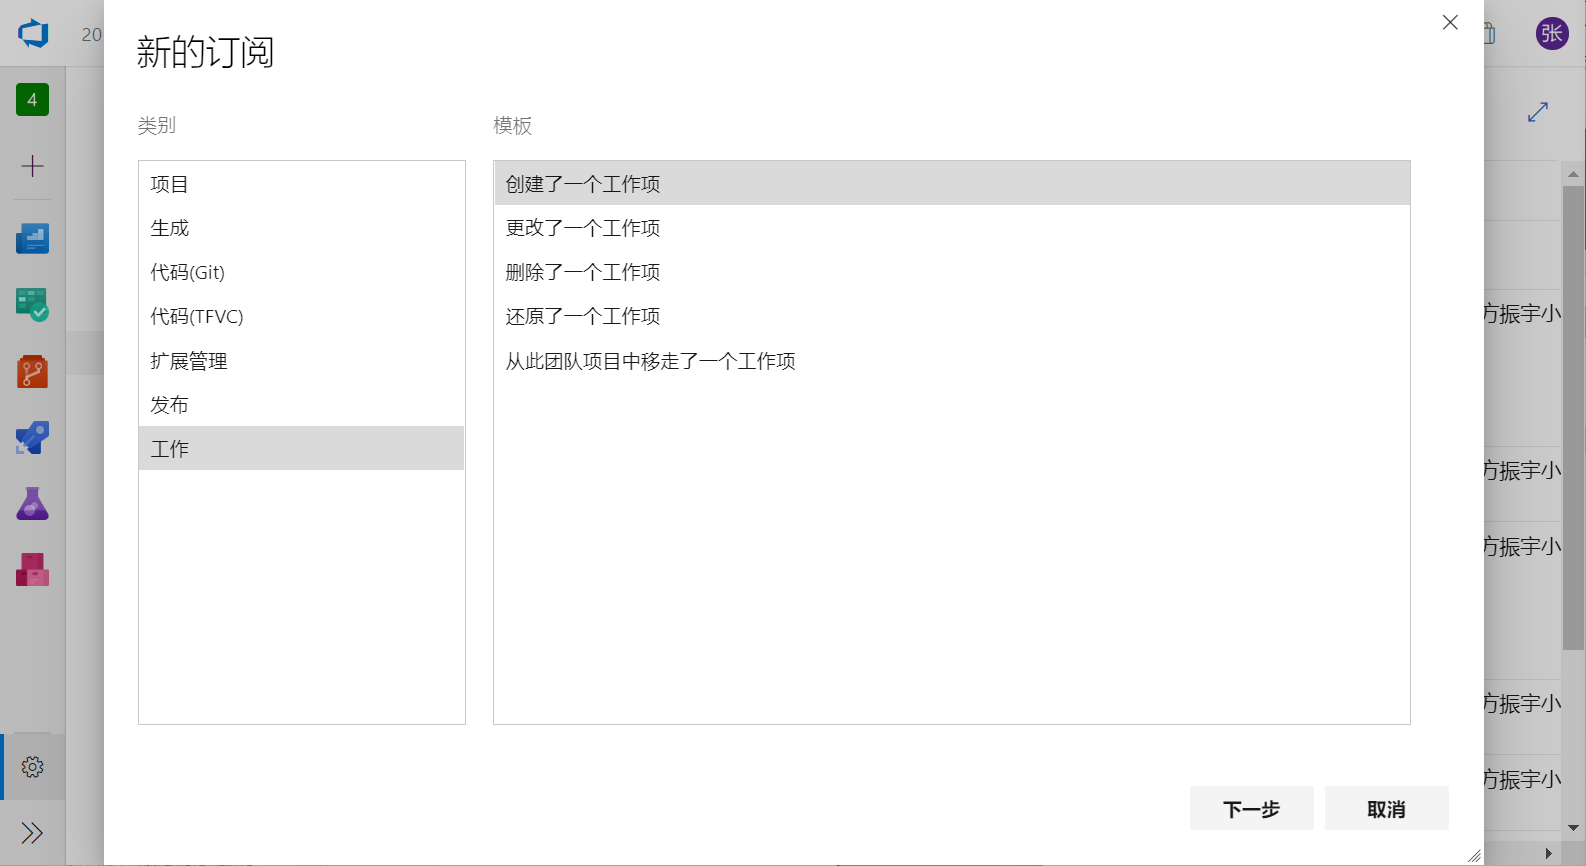 20
张
新的订阅
4
类别
模板
项目
生成
代码(Git)
代码(TFVC)
扩展管理
发布
工作
创建了一个工作项
更改了一个工作项
删除了一个工作项
还原了一个工作项
从此团队项目中移走了一个工作项
方振宇小
方振宇小
方振宇小
方振宇小
方振宇小
下一步
取消